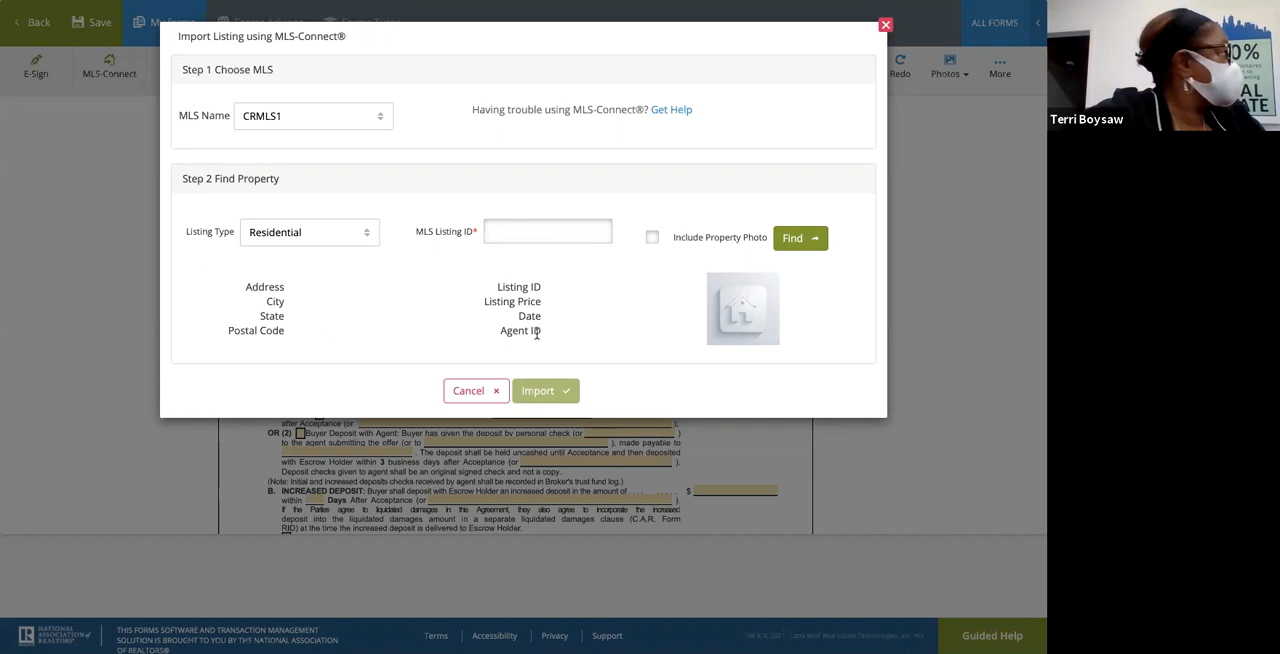 Back
Save
My forms
ALL FORMS
E-Sign
MLS-Connect
Redo
Photos
More
Import Listing using MLS-Connect®
Step 1 Choose MLS
MLS Name
CRMLS1
Having trouble using MLS-Connect®? Get Help
Step 2 Find Property
Listing Type
Residential
MLS Listing ID*
Include Property Photo
Find
Address
Listing ID
City
Listing Price
State
Date
Postal Code
Agent ID
Cancel ×
Import
after Acceptance (or );
OR (2) Buyer Deposit with Agent: Buyer has given the deposit by personal check (or )
to the agent submitting the offer (or to ), made payable to
. The deposit shall be held uncashed until Acceptance and then deposited
with Escrow Holder within 3 business days after Acceptance (or ).
Deposit checks given to agent shall be an original signed check and not a copy.
(Note: Initial and increased deposits checks received by agent shall be recorded in Broker's trust fund log.)
B. INCREASED DEPOSIT: Buyer shall deposit with Escrow Holder an increased deposit in the amount of ..... $
within Days After Acceptance (or ).
If the Parties agree to liquidated damages in this Agreement, they also agree to incorporate the increased
deposit into the liquidated damages amount in a separate liquidated damages clause (C.A.R. Form
RID) at the time the increased deposit is delivered to Escrow Holder.
NATIONAL
ASSOCIATION of
REALTORS®
THIS FORMS SOFTWARE AND TRANSACTION MANAGEMENT
SOLUTION IS BROUGHT TO YOU BY THE NATIONAL ASSOCIATION
OF REALTORS®
Terms
Accessibility
Privacy
Support
Guided Help
0%
Terri Boysaw